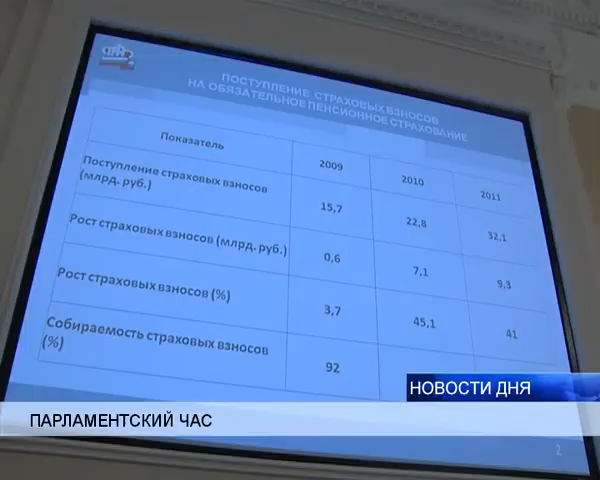 ПОСТУПЛЕНИЕ СТРАХОВЫХ ВЗНОСОВ
НА ОБЯЗАТЕЛЬНОЕ ПЕНСИОННОЕ СТРАХОВАНИЕ
Показатель 2009 2010 2011
Поступление страховых взносов
(млрд. руб.) 15,7 22,8 32,1
Рост страховых взносов (млрд. руб.) 0,6 7,1 9,3
Рост страховых взносов (%) 3,7 45,1 41
Собираемость страховых взносов
(%) 92
НОВОСТИ ДНЯ
ПАРЛАМЕНТСКИЙ ЧАС
2